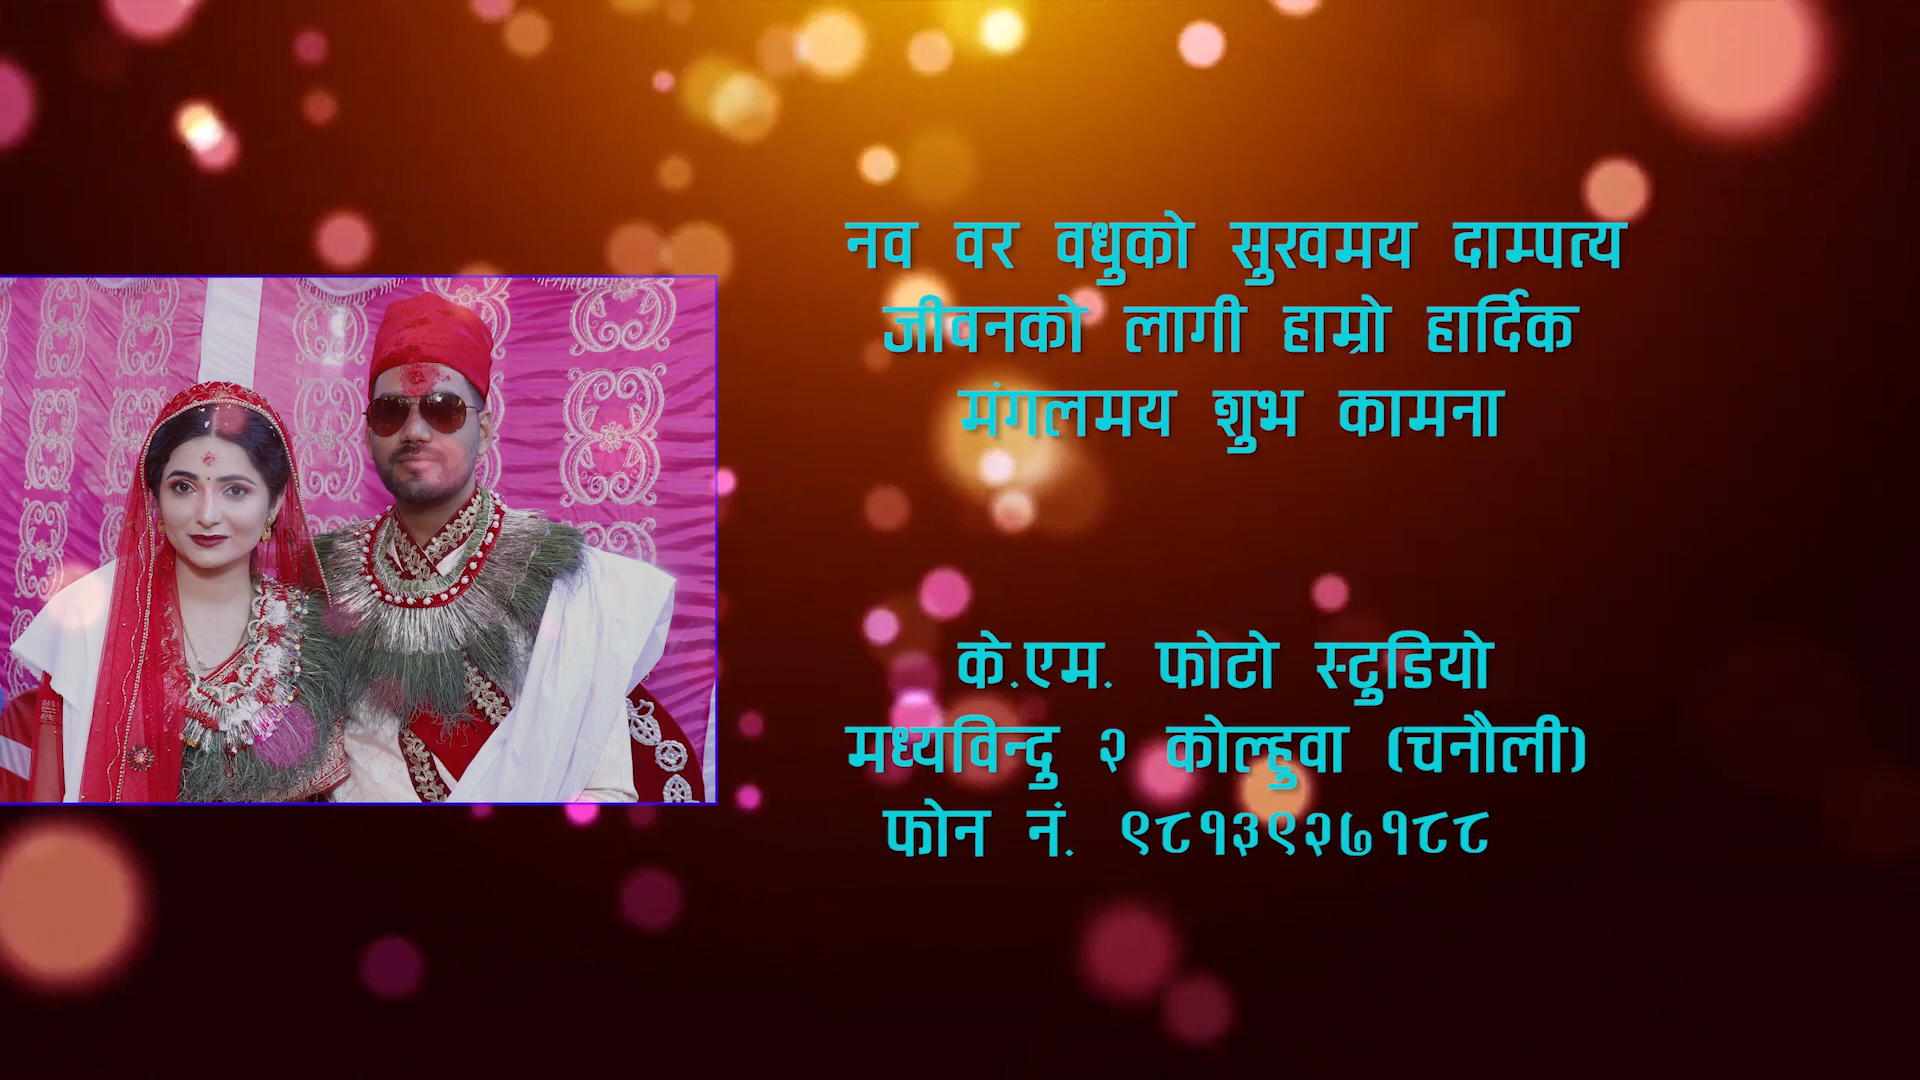 नव वर वधुको सुखमय दाम्पत्य
जीवनको लागी हाम्रो हार्दिक
मंगलमय शुभ कामना
के.एम. फोटो स्टुडियो
मध्यविन्दु २ कोल्हुवा (चनौली)
फोन नं. ९८१३९२७१८८